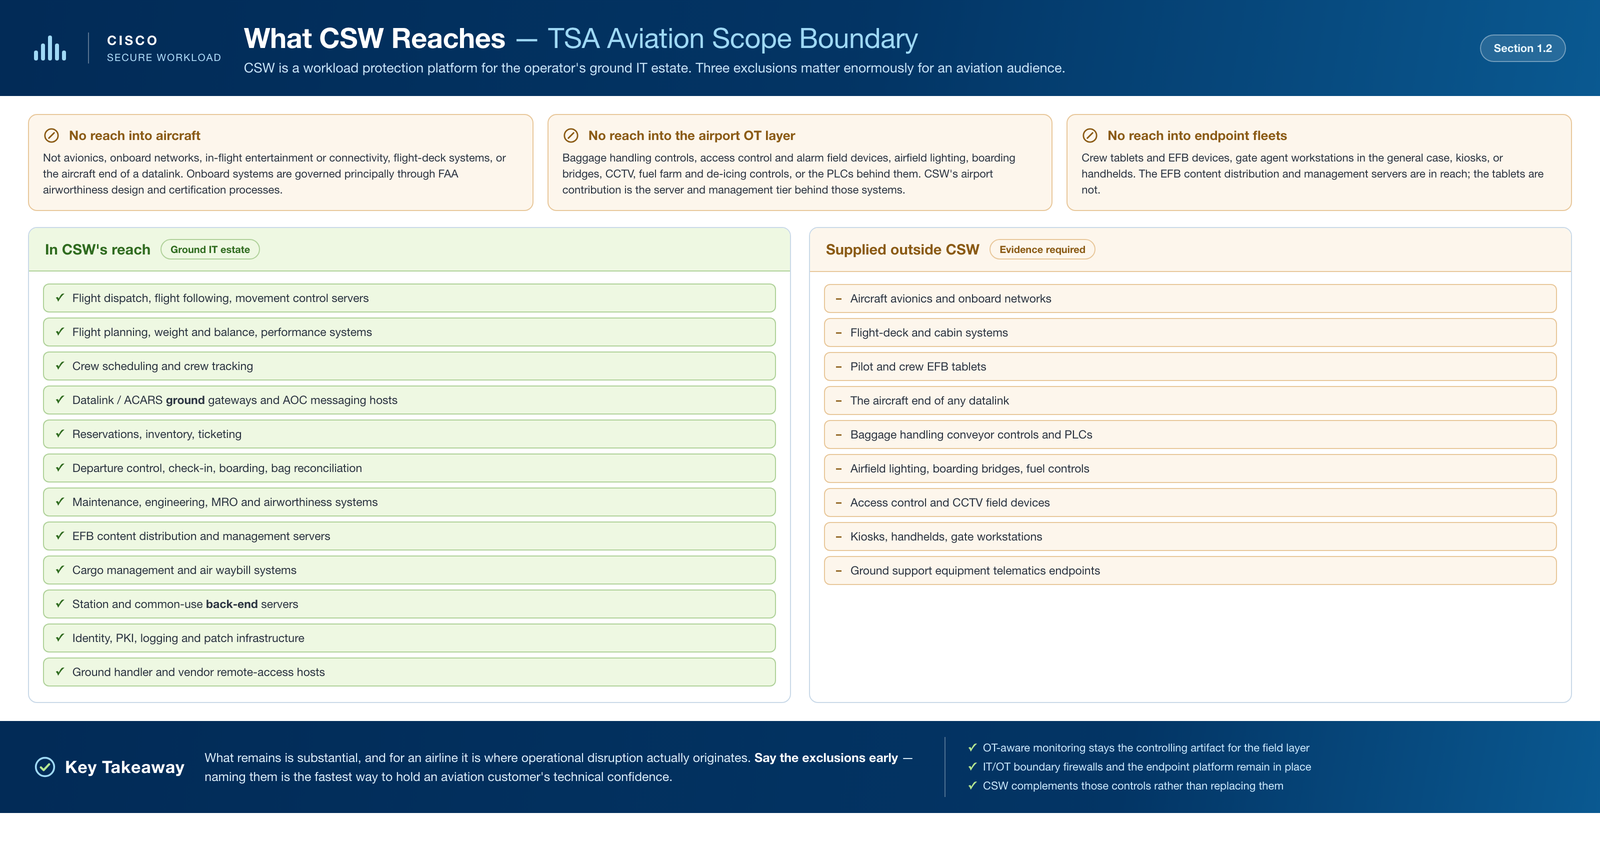 CISCO
SECURE WORKLOAD
What CSW Reaches — TSA Aviation Scope Boundary
CSW is a workload protection platform for the operator's ground IT estate. Three exclusions matter enormously for an aviation audience.
Section 1.2
No reach into aircraft
Not avionics, onboard networks, in-flight entertainment or connectivity, flight-deck systems, or
the aircraft end of a datalink. Onboard systems are governed principally through FAA
airworthiness design and certification processes.
No reach into the airport OT layer
Baggage handling controls, access control and alarm field devices, airfield lighting, boarding
bridges, CCTV, fuel farm and de-icing controls, or the PLCs behind them. CSW's airport
contribution is the server and management tier behind those systems.
No reach into endpoint fleets
Crew tablets and EFB devices, gate agent workstations in the general case, kiosks, or
handhelds. The EFB content distribution and management servers are in reach; the tablets are
not.
In CSW's reach
Ground IT estate
✓ Flight dispatch, flight following, movement control servers
✓ Flight planning, weight and balance, performance systems
✓ Crew scheduling and crew tracking
✓ Datalink / ACARS ground gateways and AOC messaging hosts
✓ Reservations, inventory, ticketing
✓ Departure control, check-in, boarding, bag reconciliation
✓ Maintenance, engineering, MRO and airworthiness systems
✓ EFB content distribution and management servers
✓ Cargo management and air waybill systems
✓ Station and common-use back-end servers
✓ Identity, PKI, logging and patch infrastructure
✓ Ground handler and vendor remote-access hosts
Supplied outside CSW
Evidence required
– Aircraft avionics and onboard networks
– Flight-deck and cabin systems
– Pilot and crew EFB tablets
– The aircraft end of any datalink
– Baggage handling conveyor controls and PLCs
– Airfield lighting, boarding bridges, fuel controls
– Access control and CCTV field devices
– Kiosks, handhelds, gate workstations
– Ground support equipment telematics endpoints
Key Takeaway
What remains is substantial, and for an airline it is where operational disruption actually originates. Say the exclusions early —
naming them is the fastest way to hold an aviation customer's technical confidence.
✓ OT-aware monitoring stays the controlling artifact for the field layer
✓ IT/OT boundary firewalls and the endpoint platform remain in place
✓ CSW complements those controls rather than replacing them